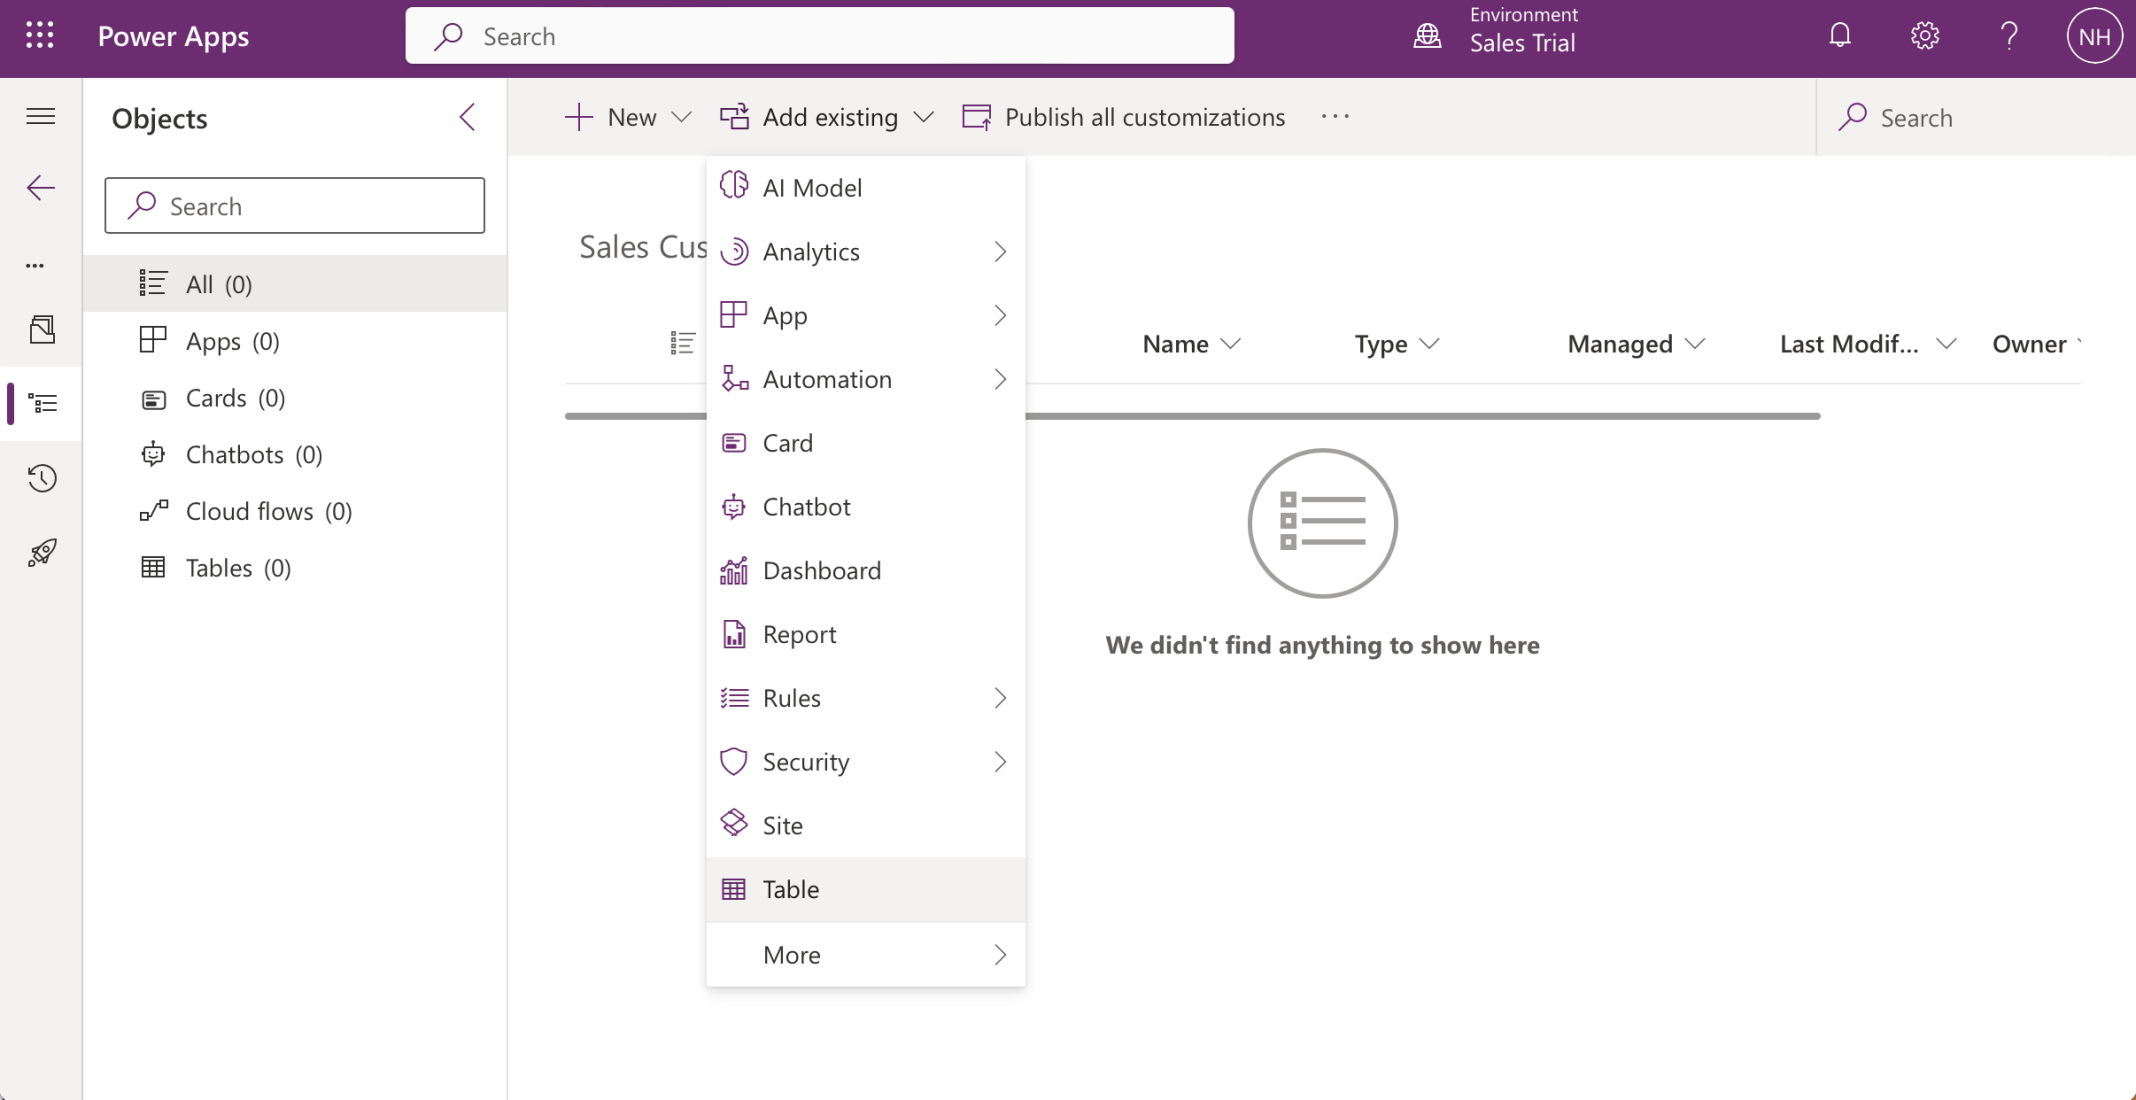 Power Apps
Search
Environment
Sales Trial
NH
Objects
New
Add existing
Publish all customizations
Search
Search
All (0)
Apps (0)
Cards (0)
Chatbots (0)
Cloud flows (0)
Tables (0)
Sales Cus
AI Model
Analytics
App
Automation
Card
Chatbot
Dashboard
Report
Rules
Security
Site
Table
More
Name
Type
Managed
Last Modif...
Owner
We didn't find anything to show here